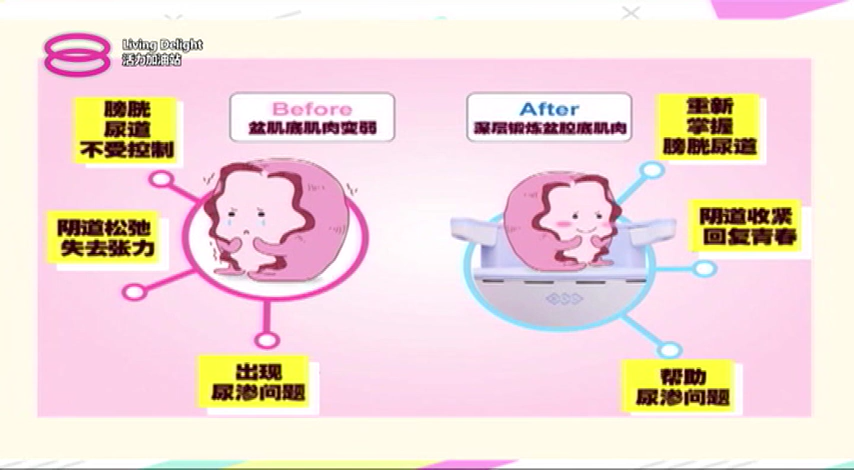 Living Delight
活力加油站
Before
盆肌底肌肉变弱
膀胱
尿道
不受控制
阴道松弛
失去张力
出现
尿渗问题
After
深层锻炼盆腔底肌肉
重新
掌握
膀胱尿道
阴道收紧
回复青春
帮助
尿渗问题